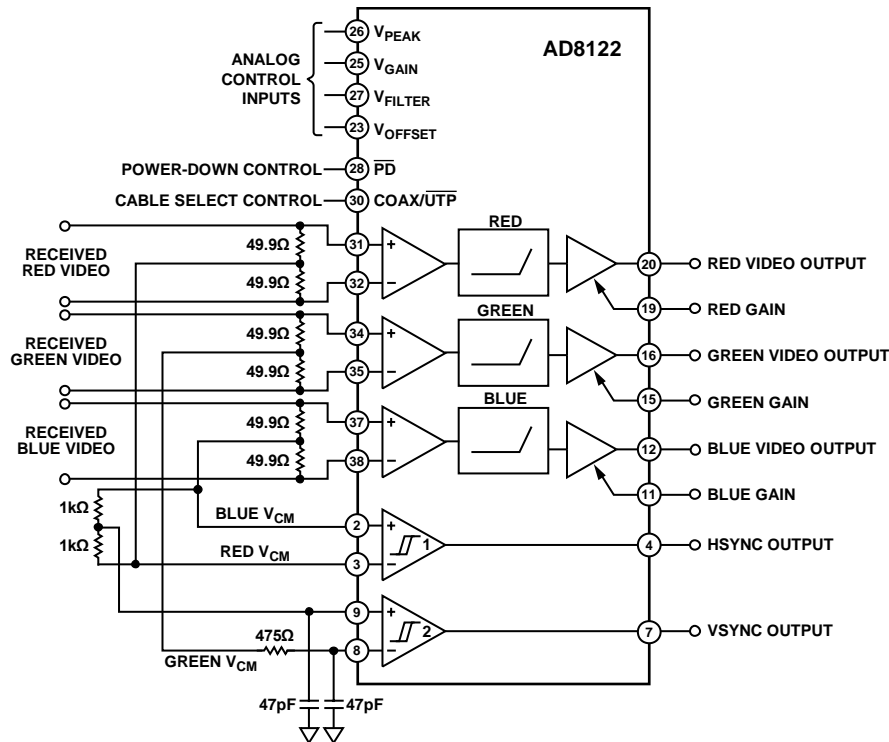 AD8122
ANALOG
CONTROL
INPUTS
26 VPEAK
25 VGAIN
27 VFILTER
23 VOFFSET
POWER-DOWN CONTROL 28 PD
CABLE SELECT CONTROL 30 COAX/UTP
RECEIVED
RED VIDEO
49.9Ω
49.9Ω
31 +
32 −
RED
20 RED VIDEO OUTPUT
19 RED GAIN
RECEIVED
GREEN VIDEO
49.9Ω
49.9Ω
34 +
35 −
GREEN
16 GREEN VIDEO OUTPUT
15 GREEN GAIN
RECEIVED
BLUE VIDEO
49.9Ω
49.9Ω
37 +
38 −
BLUE
12 BLUE VIDEO OUTPUT
11 BLUE GAIN
1kΩ
1kΩ
BLUE VCM 2 +
RED VCM 3 −
1
4 HSYNC OUTPUT
9 +
475Ω
8 −
GREEN VCM
2
7 VSYNC OUTPUT
47pF 47pF